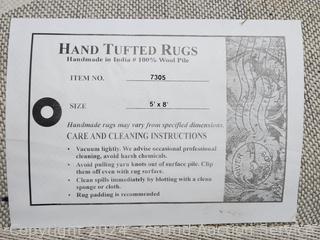 HAND TUFTED RUGS
Handmade in India # 100% Wool Pile
ITEM NO. 7305
SIZE 5' x 8'
Handmade rugs may vary from specified dimensions.
CARE AND CLEANING INSTRUCTIONS
• Vacuum lightly. We advise occasional professional
cleaning, avoid harsh chemicals.
• Avoid pulling yarn knots out of surface pile. Clip
them off even with rug surface.
• Clean spills immediately by blotting with a clean
sponge or cloth.
• Rug padding is recommended
Copyright 2024 Second